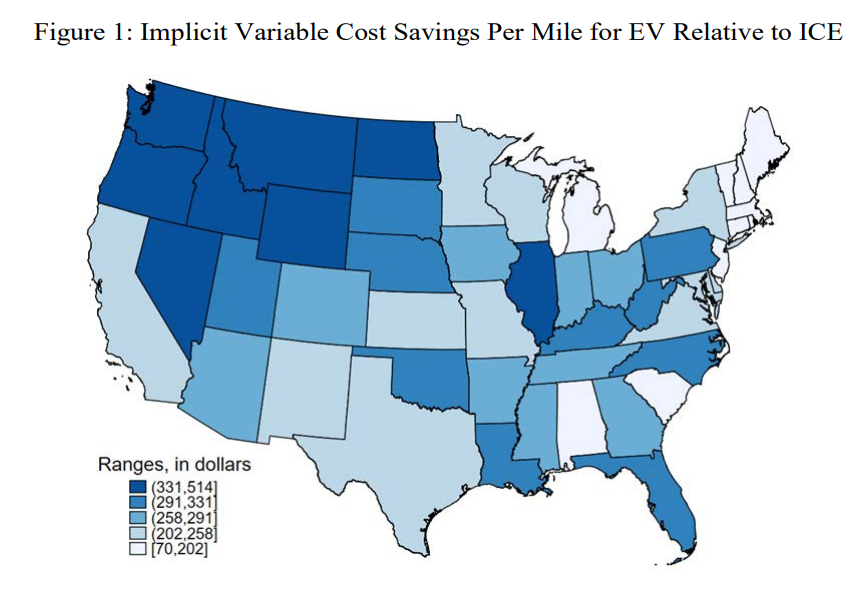 Figure 1: Implicit Variable Cost Savings Per Mile for EV Relative to ICE
Ranges, in dollars
(331,514]
(291,331]
(258,291]
(202,258]
[70,202]